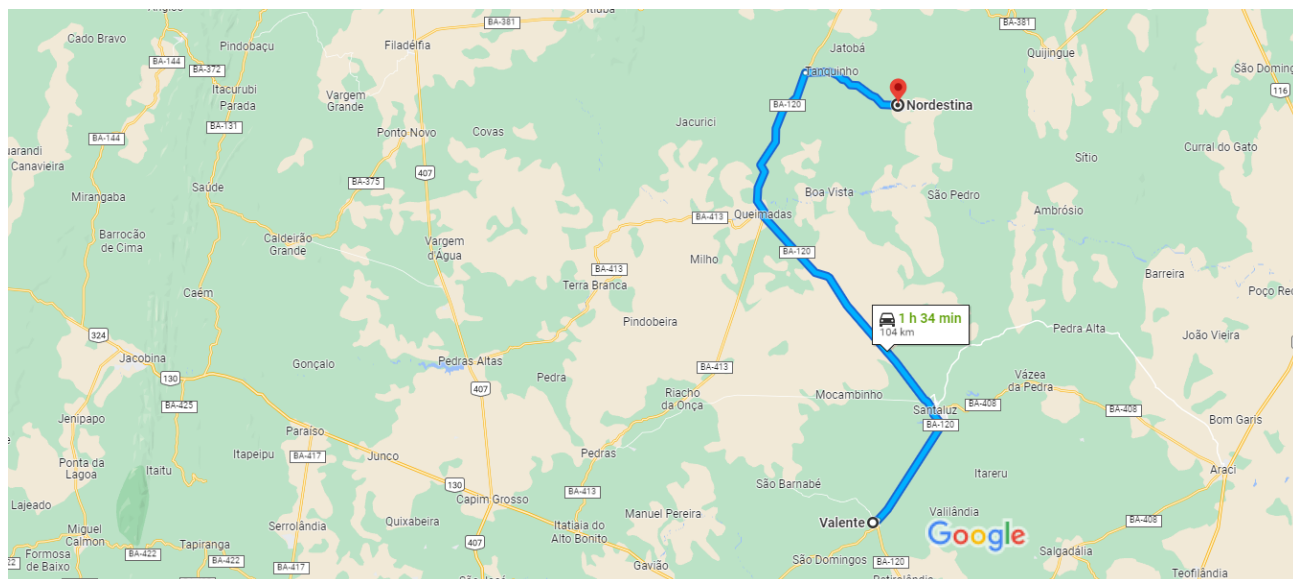 Itiúba
BA-381
BA-381
Cado Bravo
Pindobaçu
Filadélfia
Jatobá
Quijingue
BA-144
BA-372
Tanquinho
São Domingo
Itacurubi
Parada
116
Vargem
Grande
BA-120
Nordestina
BA-131
Ponto Novo
Covas
Jacurici
BA-144
uarandi
Canavieira
Curral do Gato
Sítio
407
BA-375
Saúde
Mirangaba
Boa Vista
São Pedro
Queimadas
BA-413
Ambrósio
Barrocão
de Cima
Caldeirão
Grande
Vargem
d'Água
BA-120
Milho
BA-413
Barreira
Terra Branca
Poço Red
Caém
1 h 34 min
104 km
Pindobeira
Pedra Alta
João Vieira
324
Jacobina
Gonçalo
Pedras Altas
130
Pedra
BA-413
Vázea
da Pedra
407
Riacho
da Onça
Mocambinho
BA-425
Santaluz
BA-408
BA-408
Bom Garis
Jenipapo
BA-120
Paraíso
Pedras
Ponta da
Lagoá
Itaitu
Itapeipu
BA-417
Junco
Itareru
Araci
130
São Barnabé
BA-413
Lajeado
Capim Grosso
Manuel Pereira
Valente
Valilândia
Serrolândia
Quixabeira
Itatiaia do
Alto Bonito
BA-408
Miguel
Calmon
Google
Tapiranga
407
BA-422
Formosa
de Baixo
22
BA-417
Gavião
São Domingos
BA-120
Salgadália
Teofilândia
São José
Retirolândia